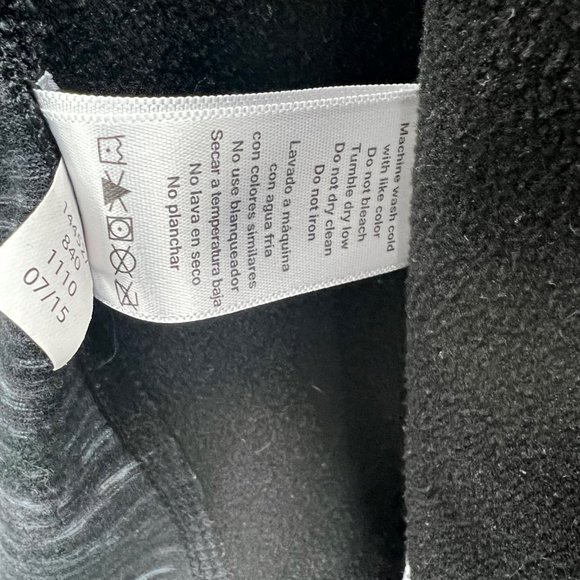 Machine wash cold
with like color
Do not bleach
Tumble dry low
Do not dry clean
Do not iron
Lavado a máquina
con agua fría
con colores similares
No use blanqueador
Secar a temperatura baja
No lava en seco
No planchar
840
1110
07/15